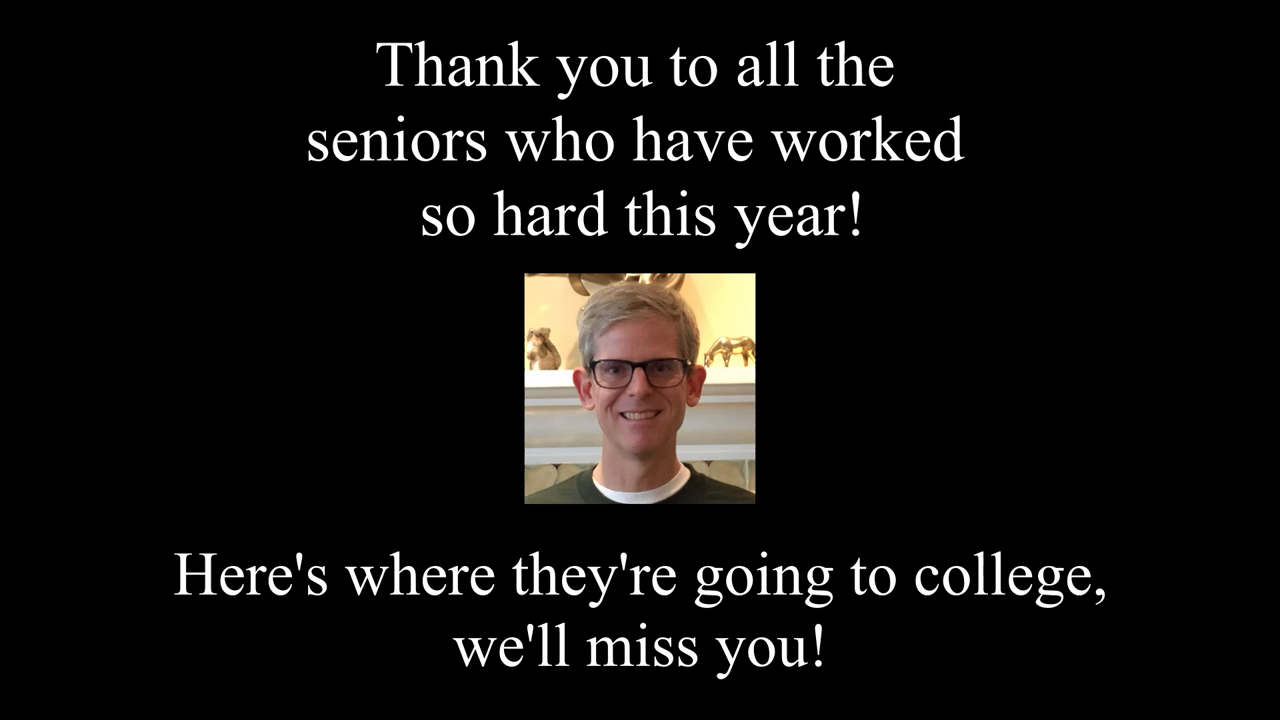 Thank you to all the
seniors who have worked
so hard this year!
Here's where they're going to college,
we'll miss you!